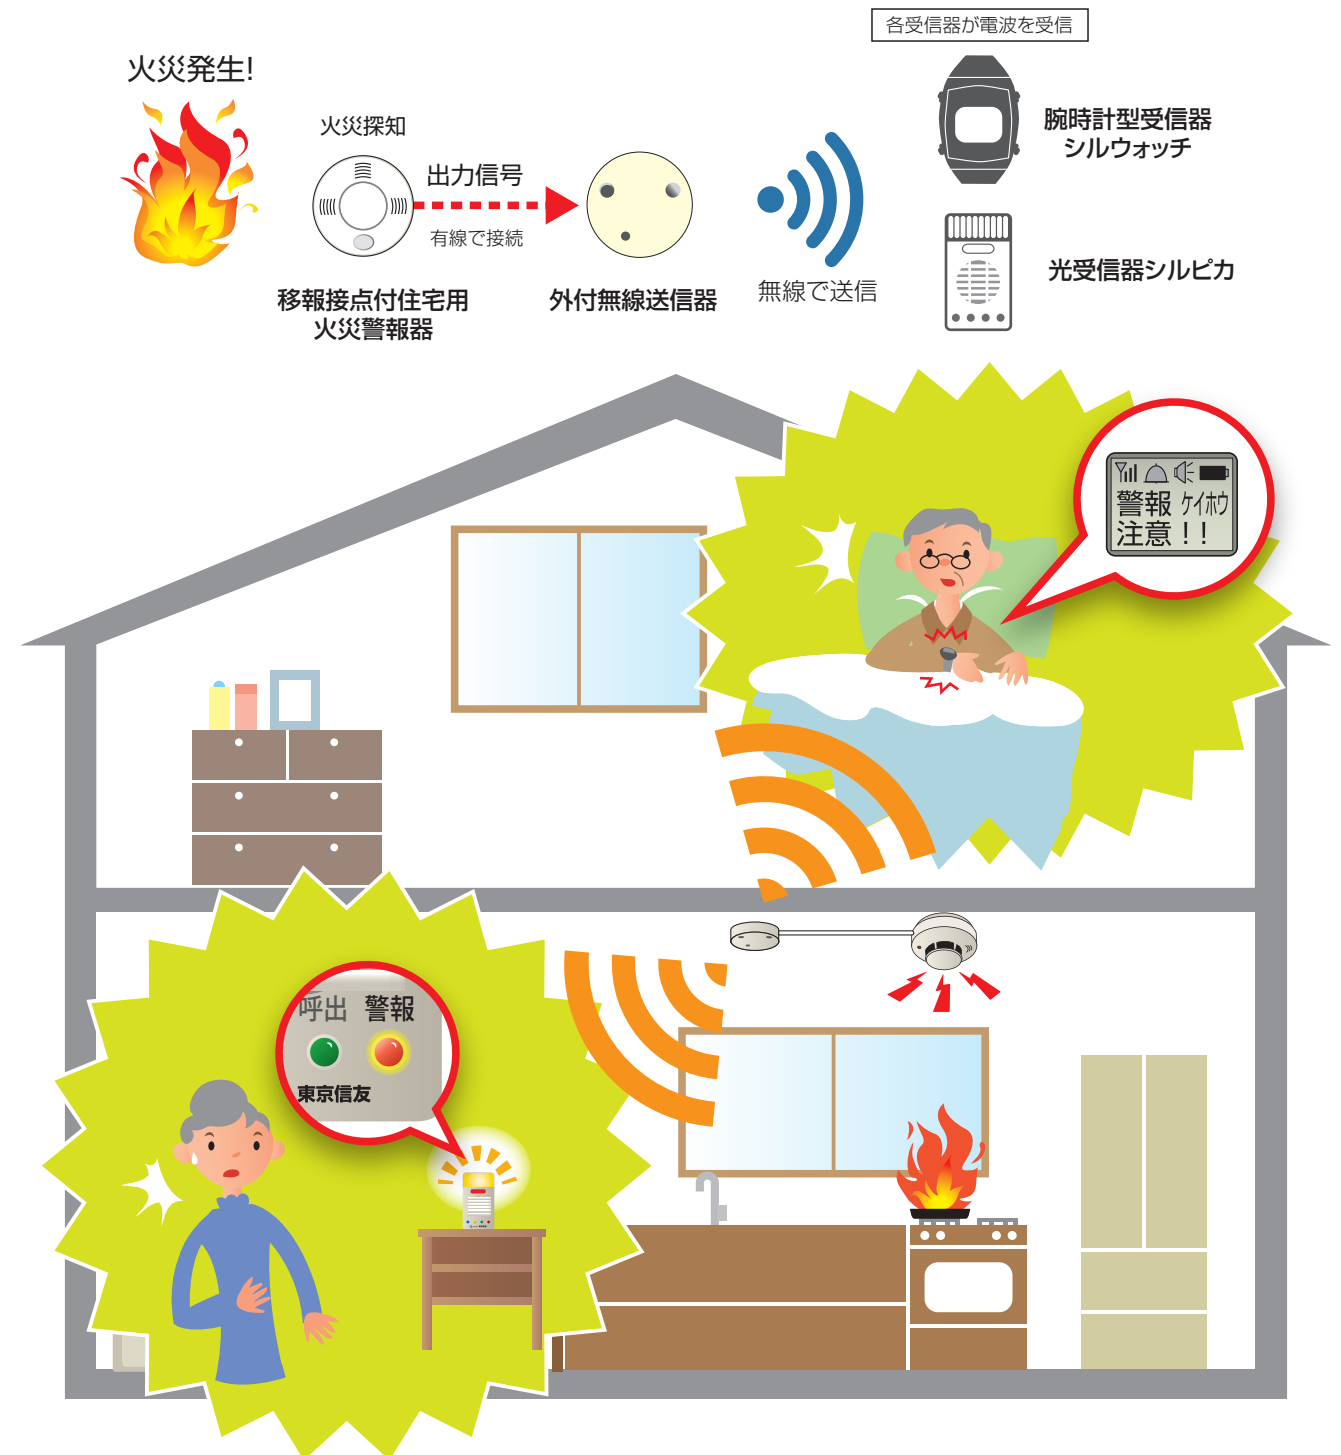 各受信器が電波を受信
火災発生!
火災探知
出力信号
有線で接続
移報接点付住宅用
火災警報器
外付無線送信器
無線で送信
腕時計型受信器
シルウォッチ
光受信器シルピカ
警報 ケイホウ
注意!!
呼出 警報
東京信友